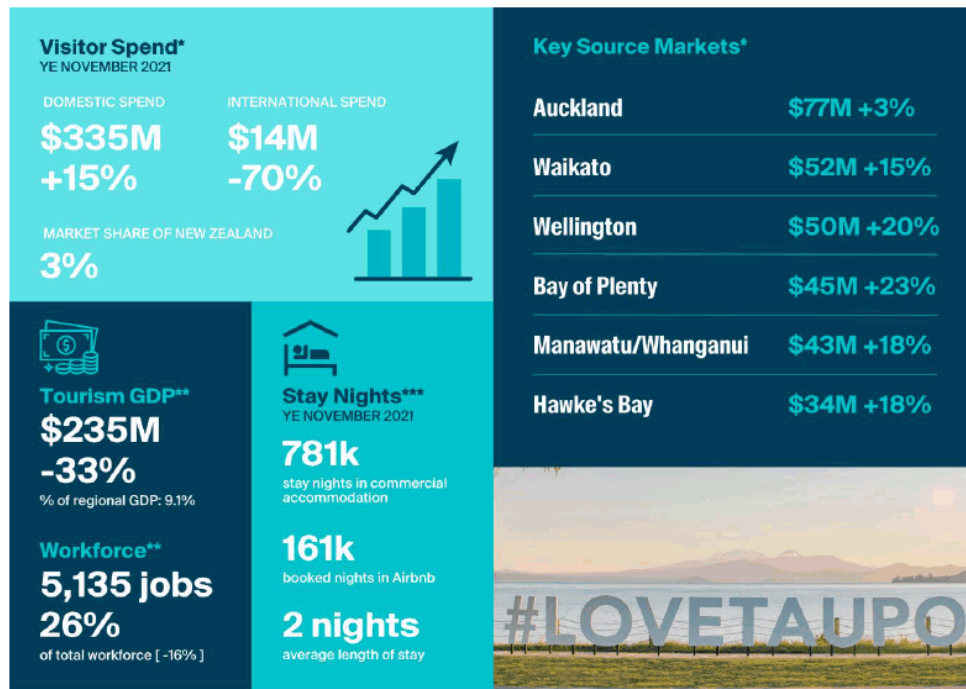 Visitor Spend*
YE NOVEMBER 2021
DOMESTIC SPEND
$335M
+15%
INTERNATIONAL SPEND
$14M
-70%
MARKET SHARE OF NEW ZEALAND
3%
Tourism GDP**
$235M
-33%
% of regional GDP: 9.1%
Workforce**
5,135 jobs
26%
of total workforce [ -16% ]
Stay Nights***
YE NOVEMBER 2021
781k
stay nights in commercial
accommodation
161k
booked nights in Airbnb
2 nights
average length of stay
Key Source Markets*
Auckland $77M +3%
Waikato $52M +15%
Wellington $50M +20%
Bay of Plenty $45M +23%
Manawatu/Whanganui $43M +18%
Hawke's Bay $34M +18%
#LOVETAUPO